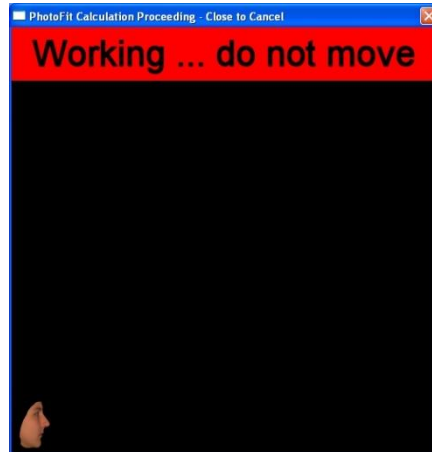 PhotoFit Calculation Proceeding - Close to Cancel
Working ... do not move